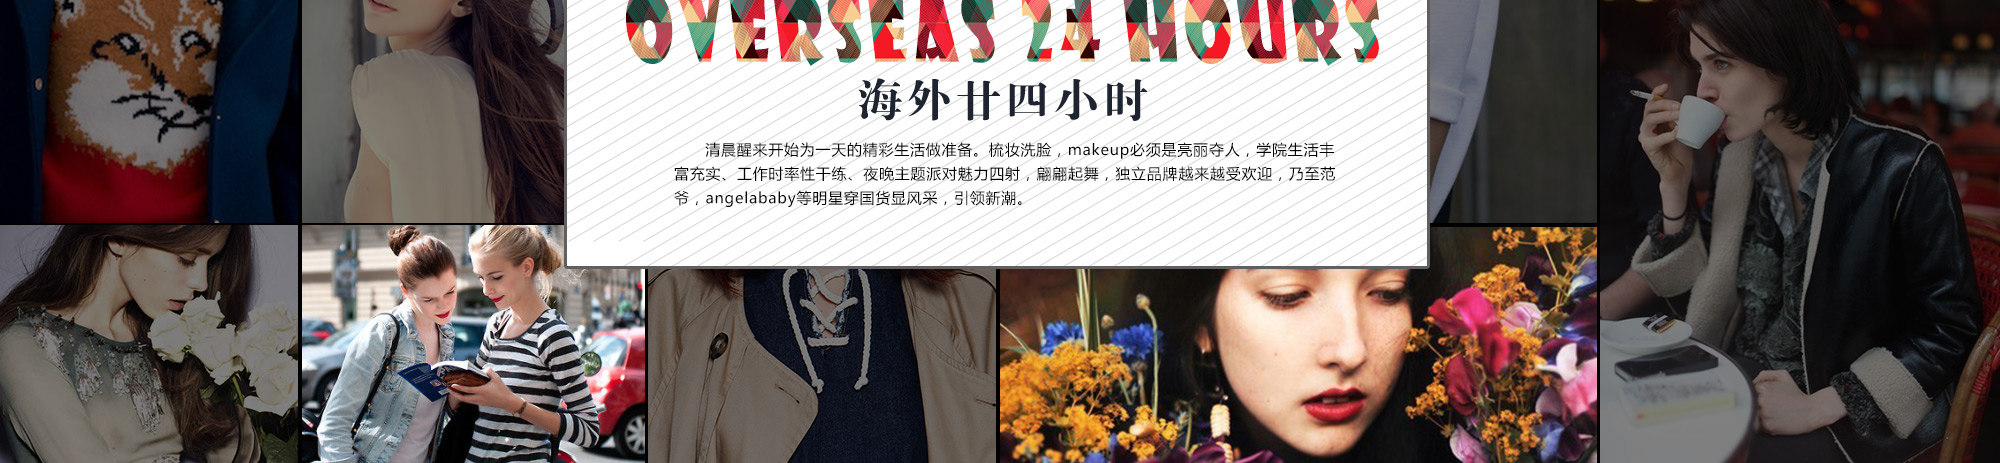 OVERSEAS 24 HOURS
海外廿四小时
清晨醒来开始为一天的精彩生活做准备。梳妆洗脸，makeup必须是亮丽夺人，学院生活丰
富充实、工作时率性干练、夜晚主题派对魅力四射，翩翩起舞，独立品牌越来越受欢迎，乃至范
爷，angelababy等明星穿国货显风采，引领新潮。